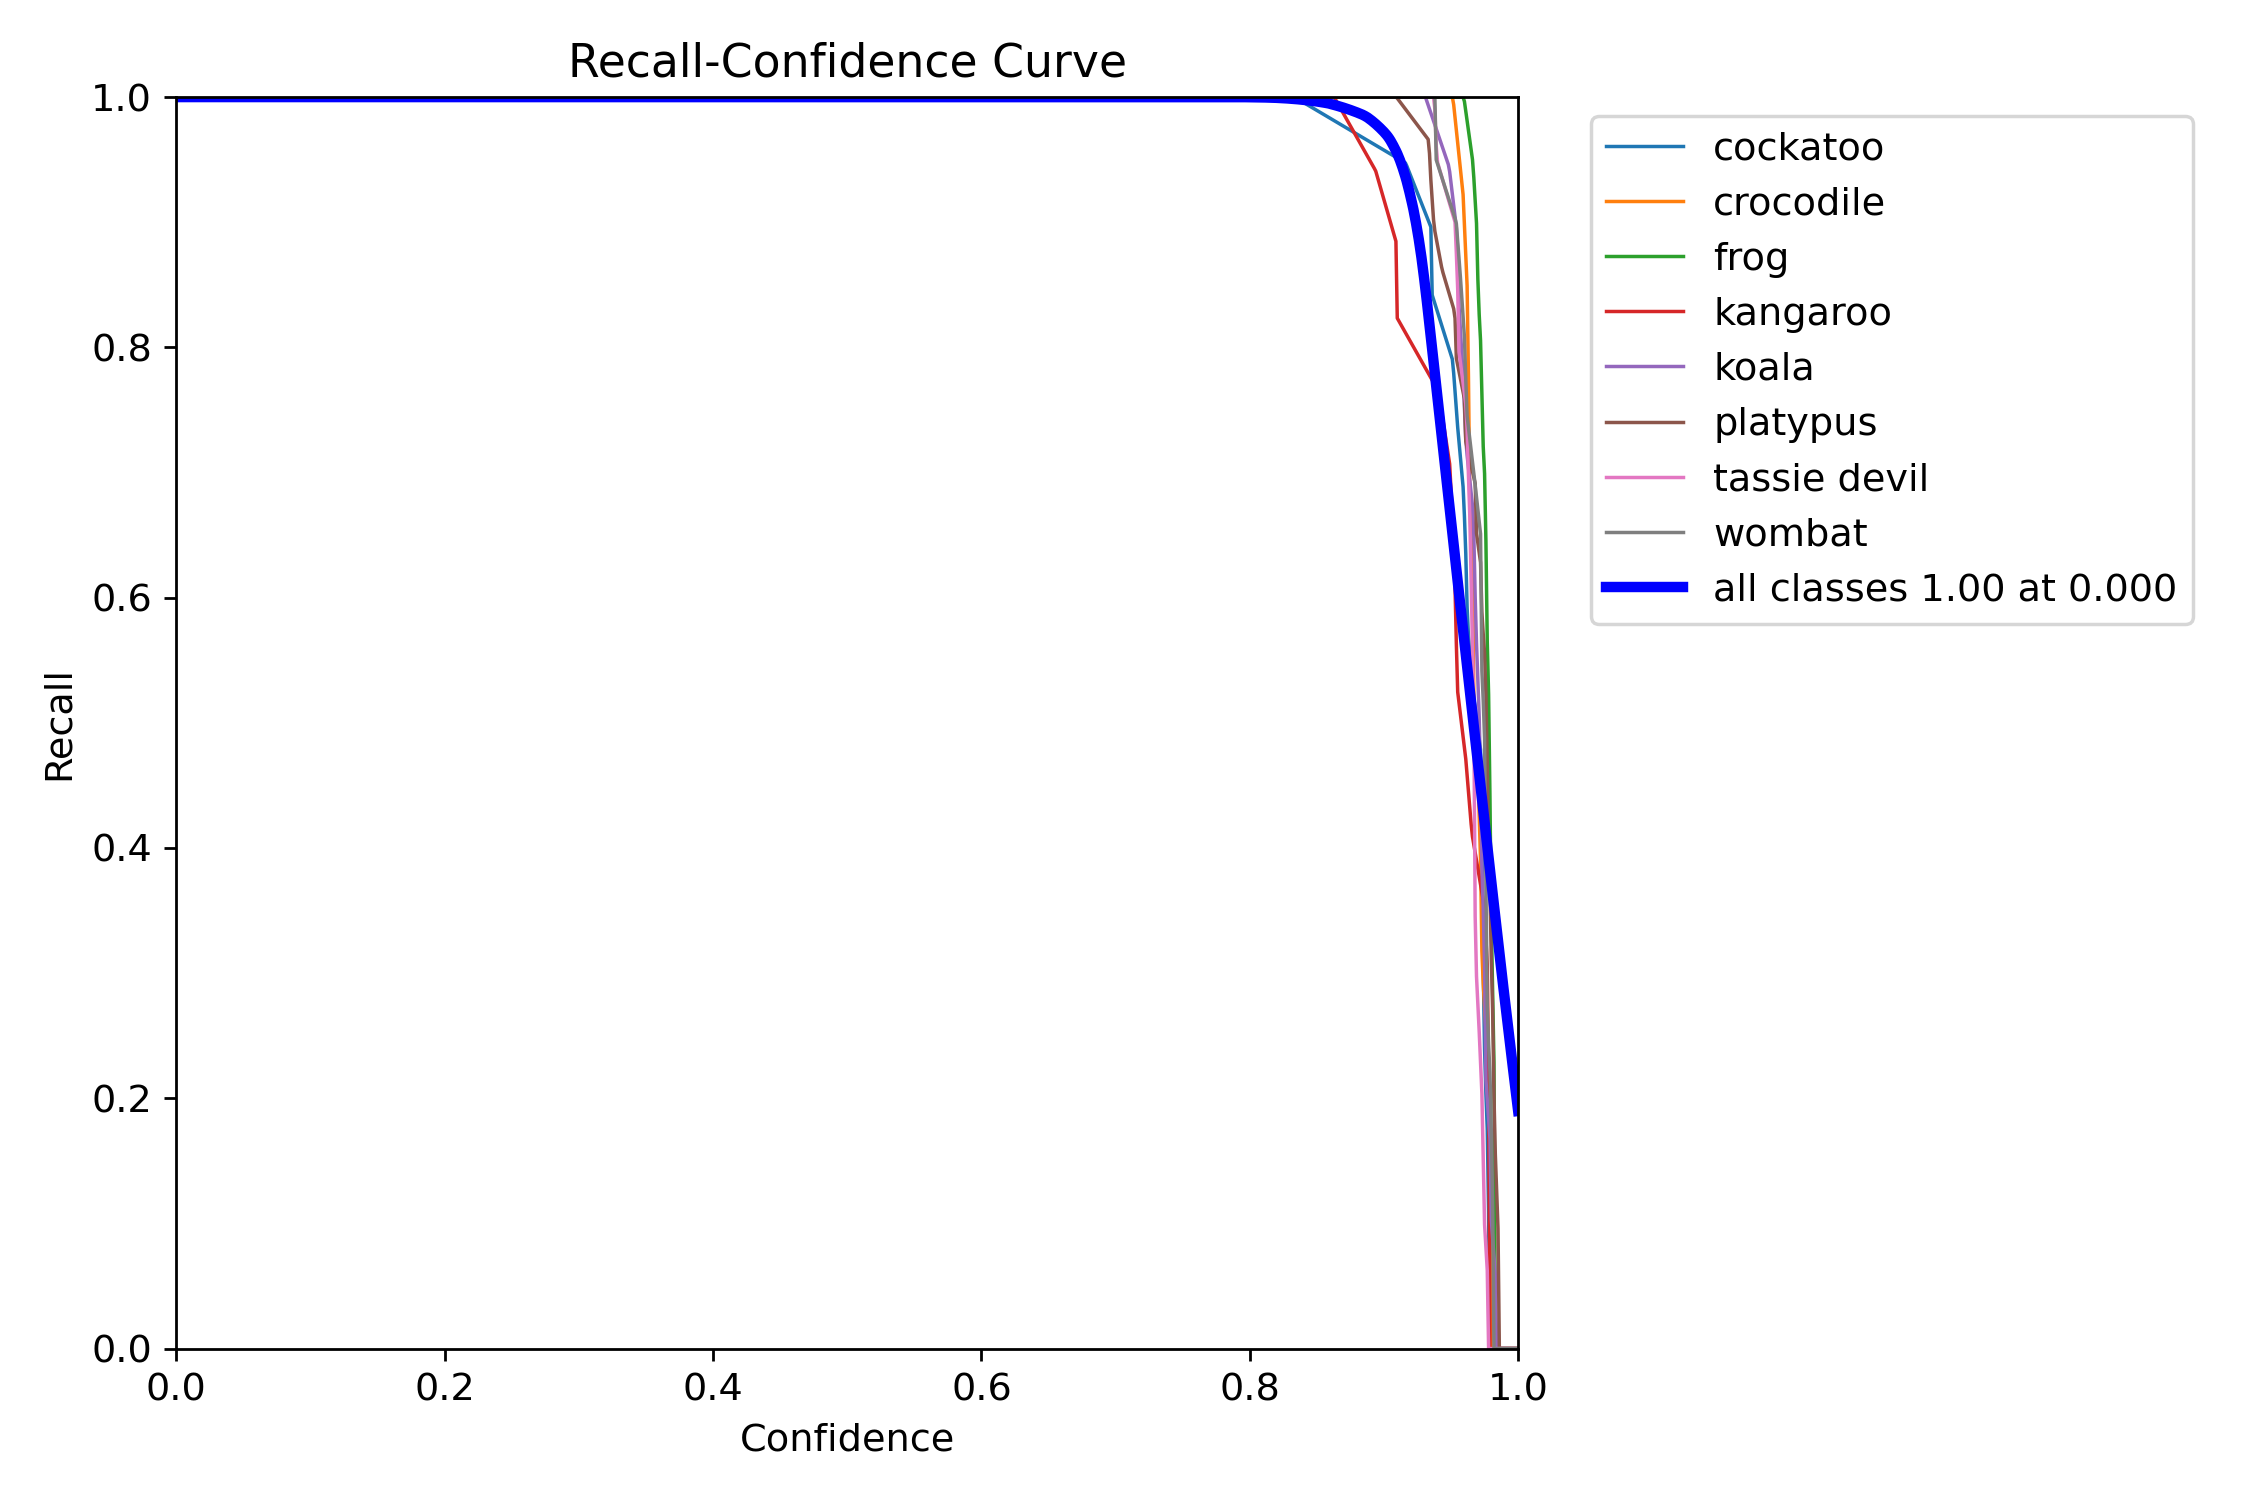 Recall-Confidence Curve
1.0
0.8
0.6
0.4
0.2
0.0
Recall
0.0 0.2 0.4 0.6 0.8 1.0
Confidence
cockatoo
crocodile
frog
kangaroo
koala
platypus
tassie devil
wombat
all classes 1.00 at 0.000